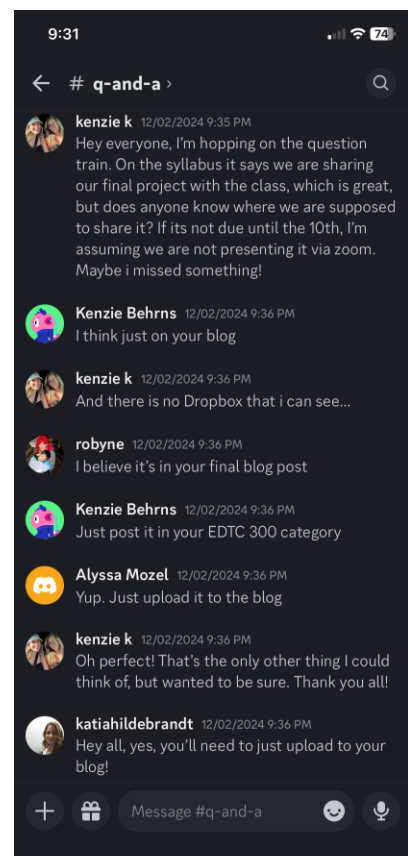 9:31
74
# q-and-a ›
kenzie k 12/02/2024 9:35 PM
Hey everyone, I'm hopping on the question
train. On the syllabus it says we are sharing
our final project with the class, which is great,
but does anyone know where we are supposed
to share it? If its not due until the 10th, I'm
assuming we are not presenting it via zoom.
Maybe i missed something!
Kenzie Behrns 12/02/2024 9:36 PM
I think just on your blog
kenzie k 12/02/2024 9:36 PM
And there is no Dropbox that i can see...
robyne 12/02/2024 9:36 PM
I believe it's in your final blog post
Kenzie Behrns 12/02/2024 9:36 PM
Just post it in your EDTC 300 category
Alyssa Mozel 12/02/2024 9:36 PM
Yup. Just upload it to the blog
kenzie k 12/02/2024 9:36 PM
Oh perfect! That's the only other thing I could
think of, but wanted to be sure. Thank you all!
katiahildebrandt 12/02/2024 9:36 PM
Hey all, yes, you'll need to just upload to your
blog!
Message #q-and-a